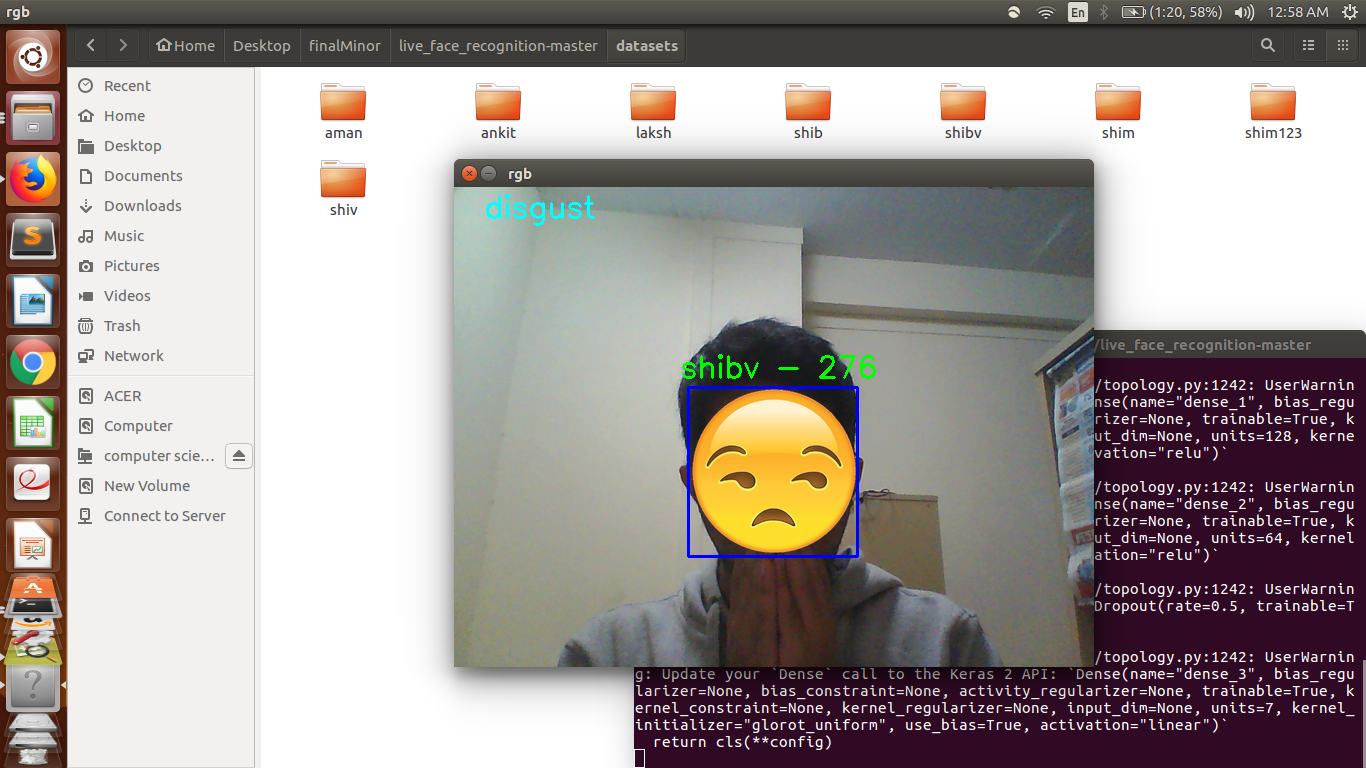 rgb
En
(1:20, 58%)
12:58 AM
Home
Desktop
finalMinor
live_face_recognition-master
datasets
Recent
Home
Desktop
Documents
Downloads
Music
Pictures
Videos
Trash
Network
ACER
Computer
computer scie...
New Volume
Connect to Server
aman
ankit
laksh
shib
shibv
shim
shim123
shiv
rgb
disgust
shibv - 276
/live_face_recognition-master
/topology.py:1242: UserWarnin
nse(name="dense_1", bias_regu
rizer=None, trainable=True, k
ut_dim=None, units=128, kerne
vation="relu")`
/topology.py:1242: UserWarnin
nse(name="dense_2", bias_regu
rizer=None, trainable=True, k
ut_dim=None, units=64, kernel
ation="relu")`
/topology.py:1242: UserWarnin
Dropout(rate=0.5, trainable=T
/topology.py:1242: UserWarnin
g: Update your `Dense` call to the Keras 2 API: `Dense(name="dense_3", bias_regu
larizer=None, bias_constraint=None, activity_regularizer=None, trainable=True, k
ernel_constraint=None, kernel_regularizer=None, input_dim=None, units=7, kernel_
initializer="glorot_uniform", use_bias=True, activation="linear")`
return cls(**config)